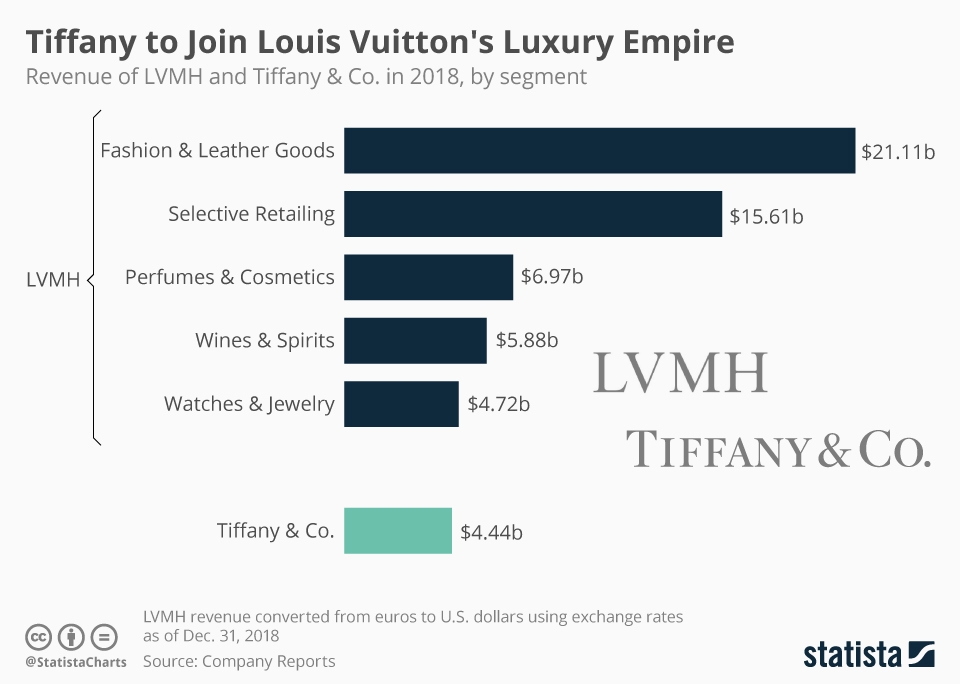 Tiffany to Join Louis Vuitton's Luxury Empire
Revenue of LVMH and Tiffany & Co. in 2018, by segment
LVMH
Fashion & Leather Goods $21.11b
Selective Retailing $15.61b
Perfumes & Cosmetics $6.97b
Wines & Spirits $5.88b
Watches & Jewelry $4.72b
LVMH
TIFFANY & CO.
Tiffany & Co. $4.44b
LVMH revenue converted from euros to U.S. dollars using exchange rates
as of Dec. 31, 2018
cc
@StatistaCharts
Source: Company Reports
statista